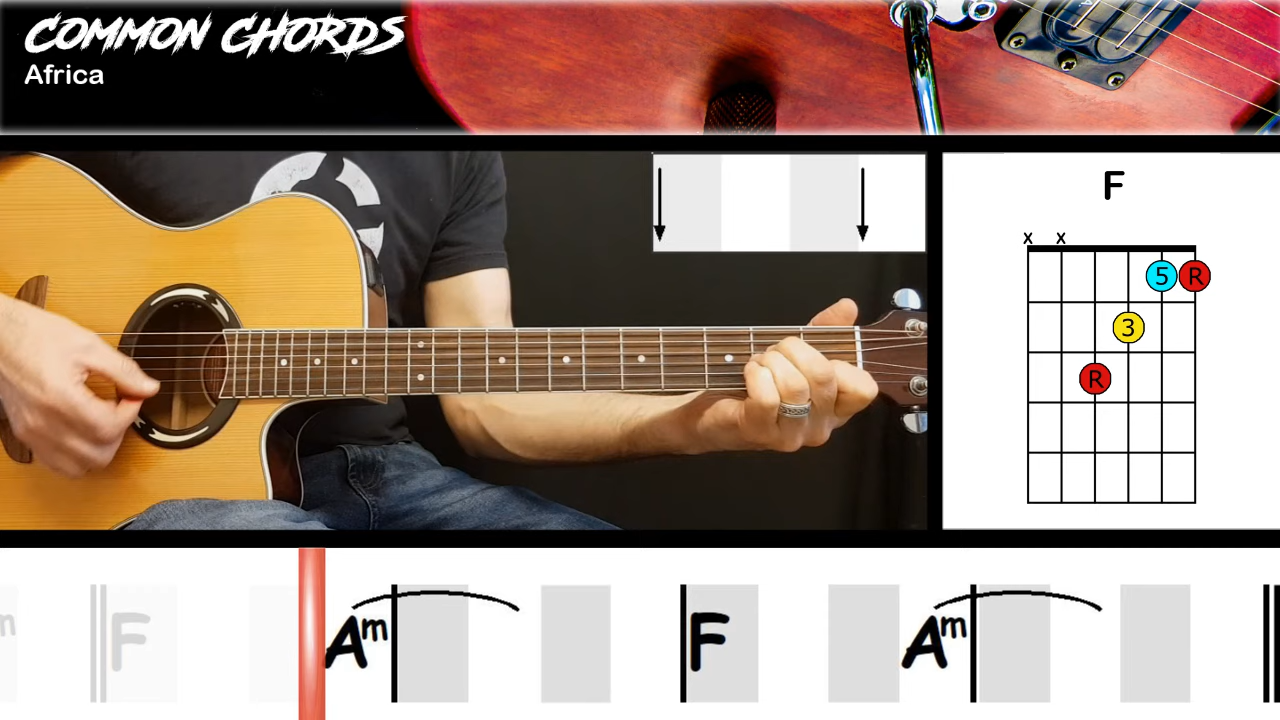 COMMON CHORDS
Africa
F
x x
5 R
3
R
m F Am F Am